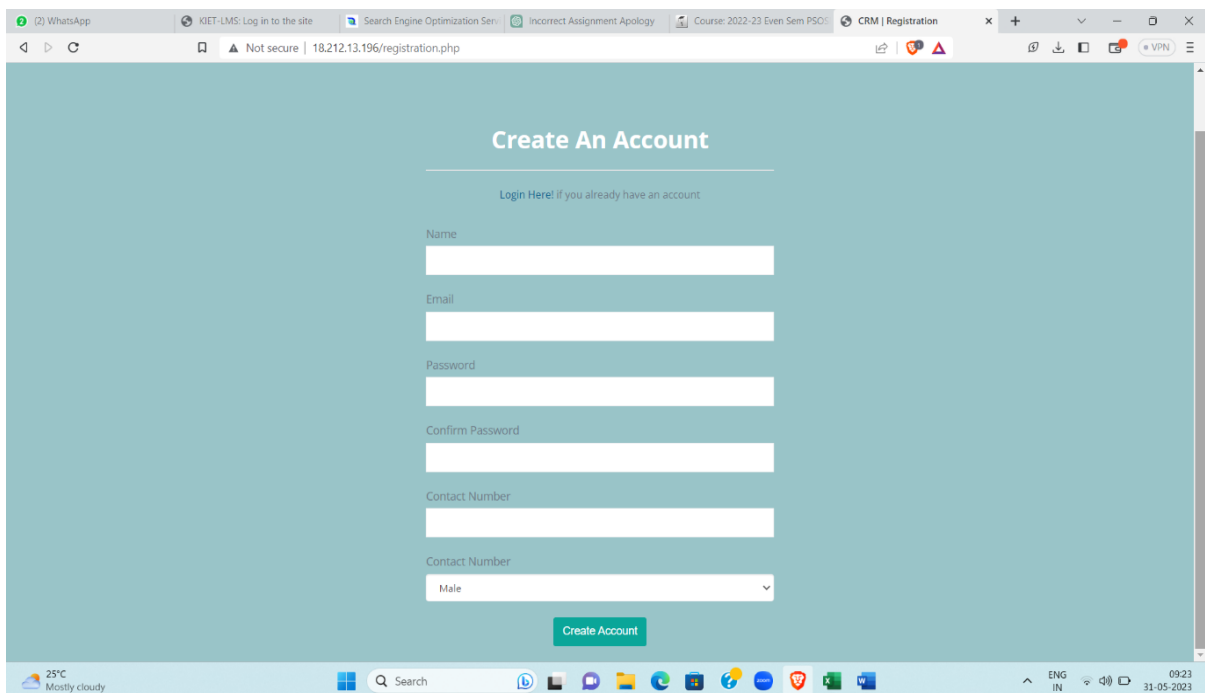 2 (2) WhatsApp
KIET-LMS: Log in to the site
Search Engine Optimization Serv
Incorrect Assignment Apology
Course: 2022-23 Even Sem PSOS
CRM | Registration
Not secure | 18.212.13.196/registration.php
VPN
Create An Account
Login Here! if you already have an account
Name
Email
Password
Confirm Password
Contact Number
Contact Number
Male
Create Account
25°C
Mostly cloudy
Search
zoom
ENG
IN
09:23
31-05-2023